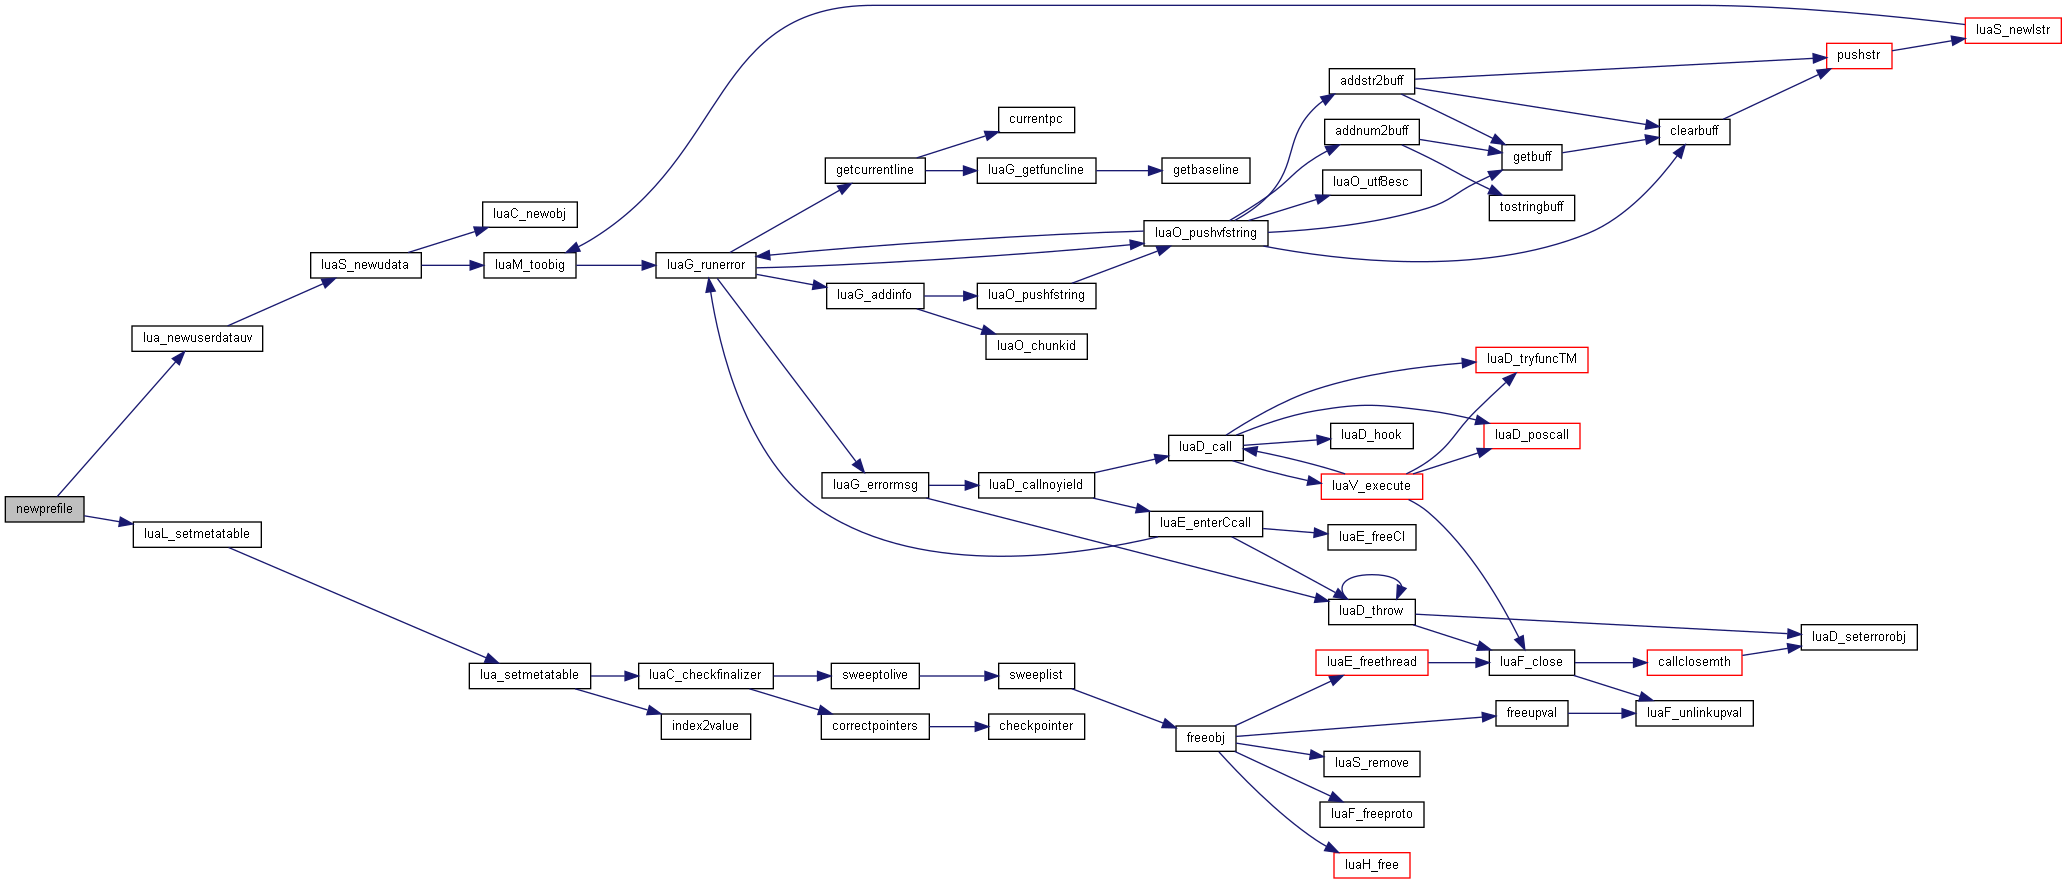 newprefile
lua_newuserdatauv
luaL_setmetatable
luaS_newudata
luaC_newobj
luaM_toobig
luaG_runerror
getcurrentline
currentpc
luaG_getfuncline
getbaseline
luaG_addinfo
luaO_pushfstring
luaO_chunkid
luaO_pushvfstring
addstr2buff
addnum2buff
luaO_utf8esc
getbuff
tostringbuff
clearbuff
pushstr
luaS_newlstr
luaG_errormsg
luaD_callnoyield
luaD_call
luaE_enterCcall
luaD_tryfuncTM
luaD_hook
luaD_poscall
luaV_execute
luaE_freeCI
luaD_throw
luaD_seterrorobj
luaF_close
callclosemth
luaF_unlinkupval
lua_setmetatable
luaC_checkfinalizer
index2value
sweeptolive
correctpointers
sweeplist
checkpointer
freeobj
luaE_freethread
freeupval
luaS_remove
luaF_freeproto
luaH_free